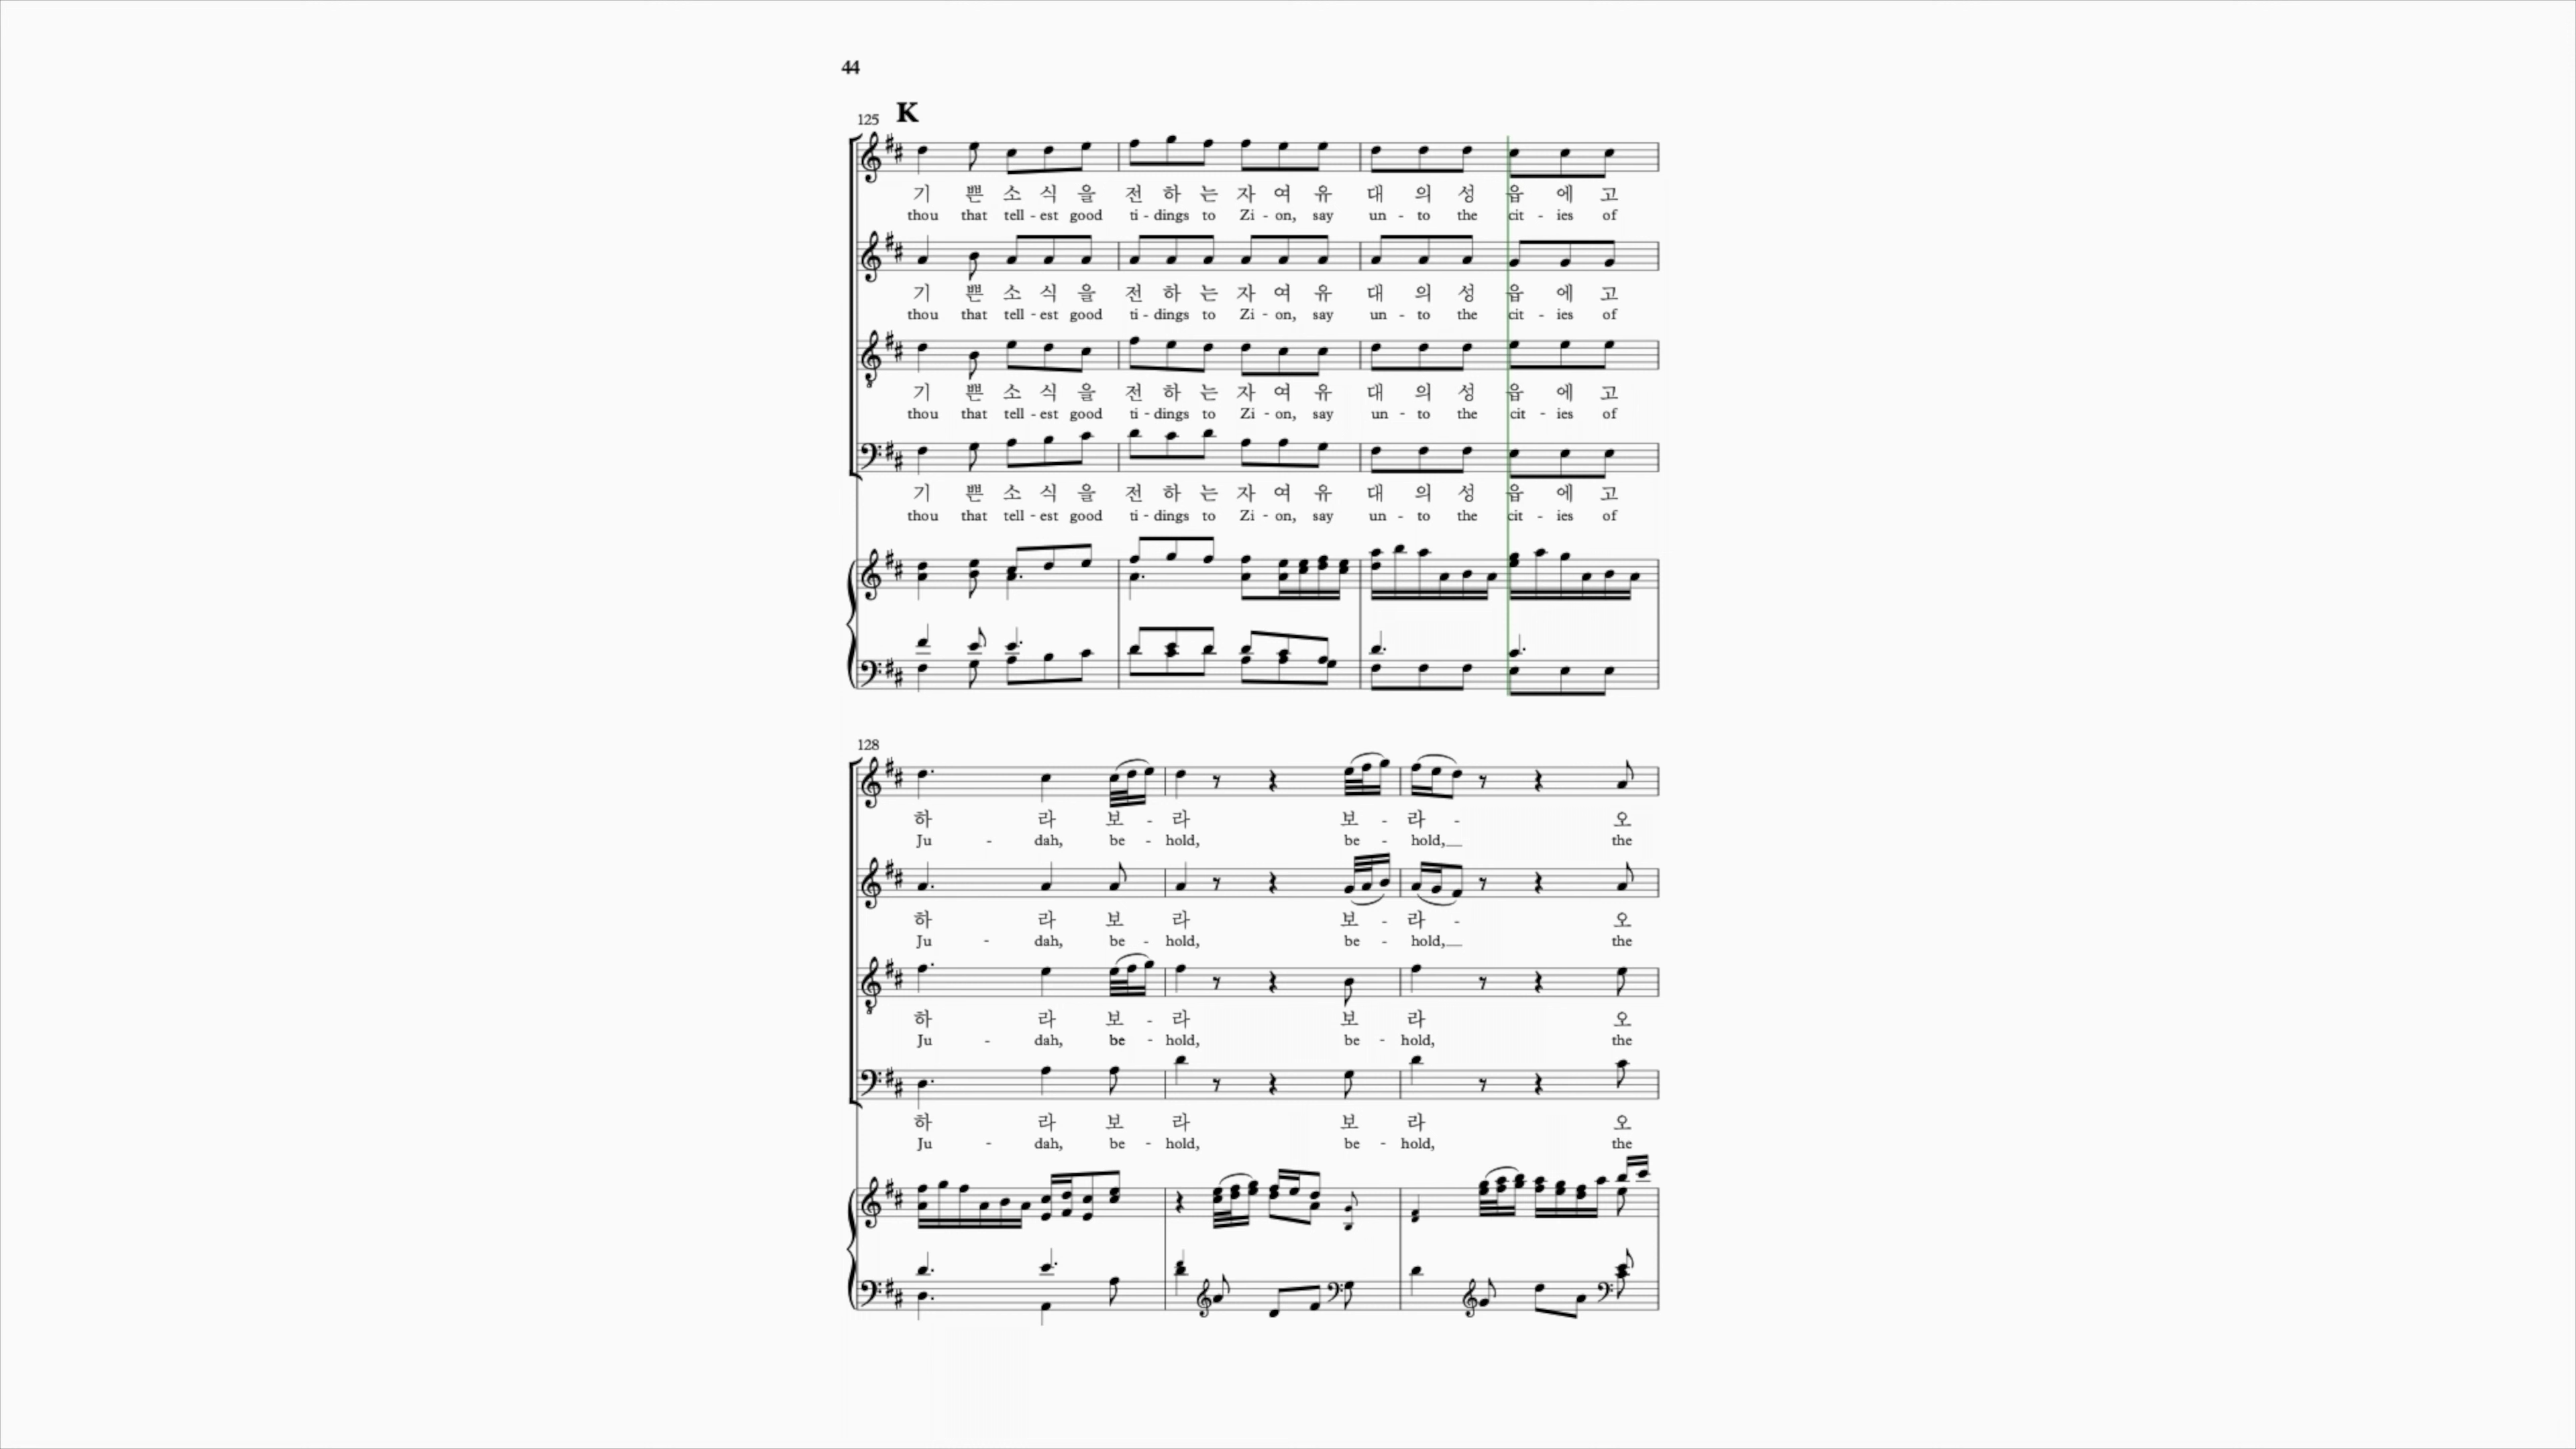 44
K
125
기 쁜 소 식 을 전 하 는 자 여 유 대 의 성 읍 에 고
thou that tell - est good ti - dings to Zi - on, say un - to the cit - ies of
기 쁜 소 식 을 전 하 는 자 여 유 대 의 성 읍 에 고
thou that tell - est good ti - dings to Zi - on, say un - to the cit - ies of
기 쁜 소 식 을 전 하 는 자 여 유 대 의 성 읍 에 고
thou that tell - est good ti - dings to Zi - on, say un - to the cit - ies of
기 쁜 소 식 을 전 하 는 자 여 유 대 의 성 읍 에 고
thou that tell - est good ti - dings to Zi - on, say un - to the cit - ies of
128
하 라 보 - 라 보 - 라 - 오
Ju - dah, be - hold, be - hold, the
하 라 보 라 보 - 라 - 오
Ju - dah, be - hold, be - hold, the
하 라 보 - 라 보 라 오
Ju - dah, be - hold, be - hold, the
하 라 보 라 보 라 오
Ju - dah, be - hold, be - hold, the